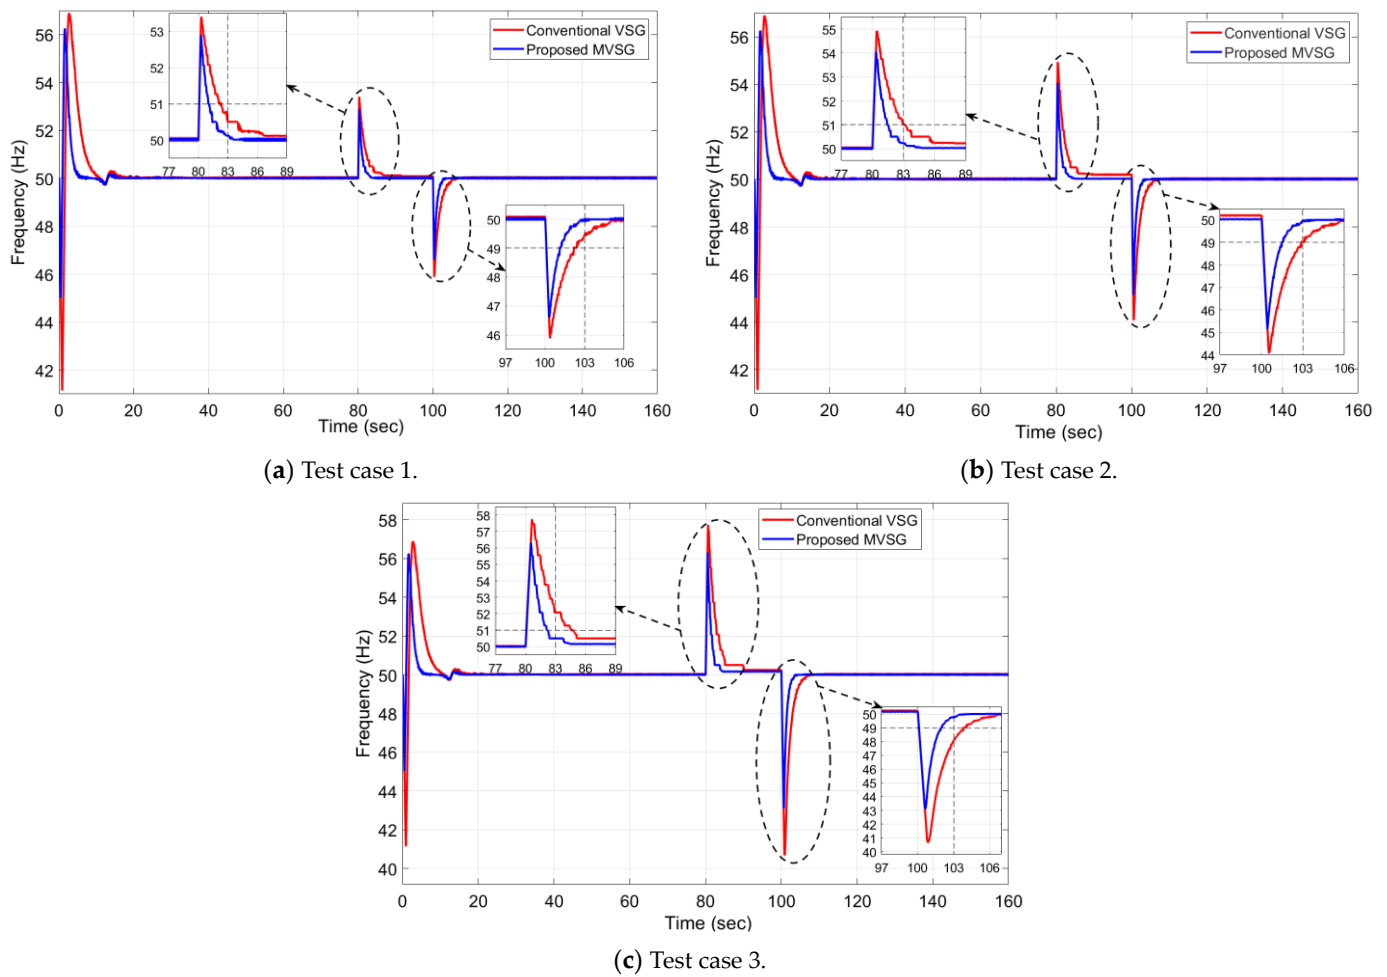 56
54
52
50
48
46
44
42
Frequency (Hz)
0 20 40 60 80 100 120 140 160
Time (sec)
Conventional VSG
Proposed MVSG
53
52
51
50
77 80 83 86 89
50
49
48
47
46
97 100 103 106
(a) Test case 1.
56
54
52
50
48
46
44
42
Frequency (Hz)
0 20 40 60 80 100 120 140 160
Time (sec)
Conventional VSG
Proposed MVSG
55
54
53
52
51
50
77 80 83 86 89
50
49
48
47
46
45
44
97 100 103 106
(b) Test case 2.
58
56
54
52
50
48
46
44
42
40
Frequency (Hz)
0 20 40 60 80 100 120 140 160
Time (sec)
Conventional VSG
Proposed MVSG
58
57
56
55
54
53
52
51
50
77 80 83 86 89
50
49
48
47
46
45
44
43
42
41
40
97 100 103 106
(c) Test case 3.